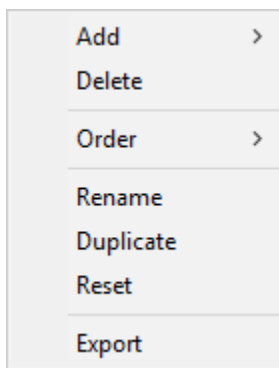 Add
Delete
Order
Rename
Duplicate
Reset
Export